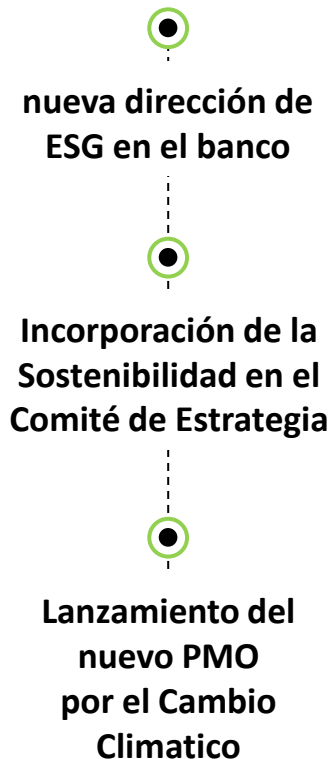 nueva dirección de
ESG en el banco
Incorporación de la
Sostenibilidad en el
Comité de Estrategia
Lanzamiento del
nuevo PMO
por el Cambio
Climatico